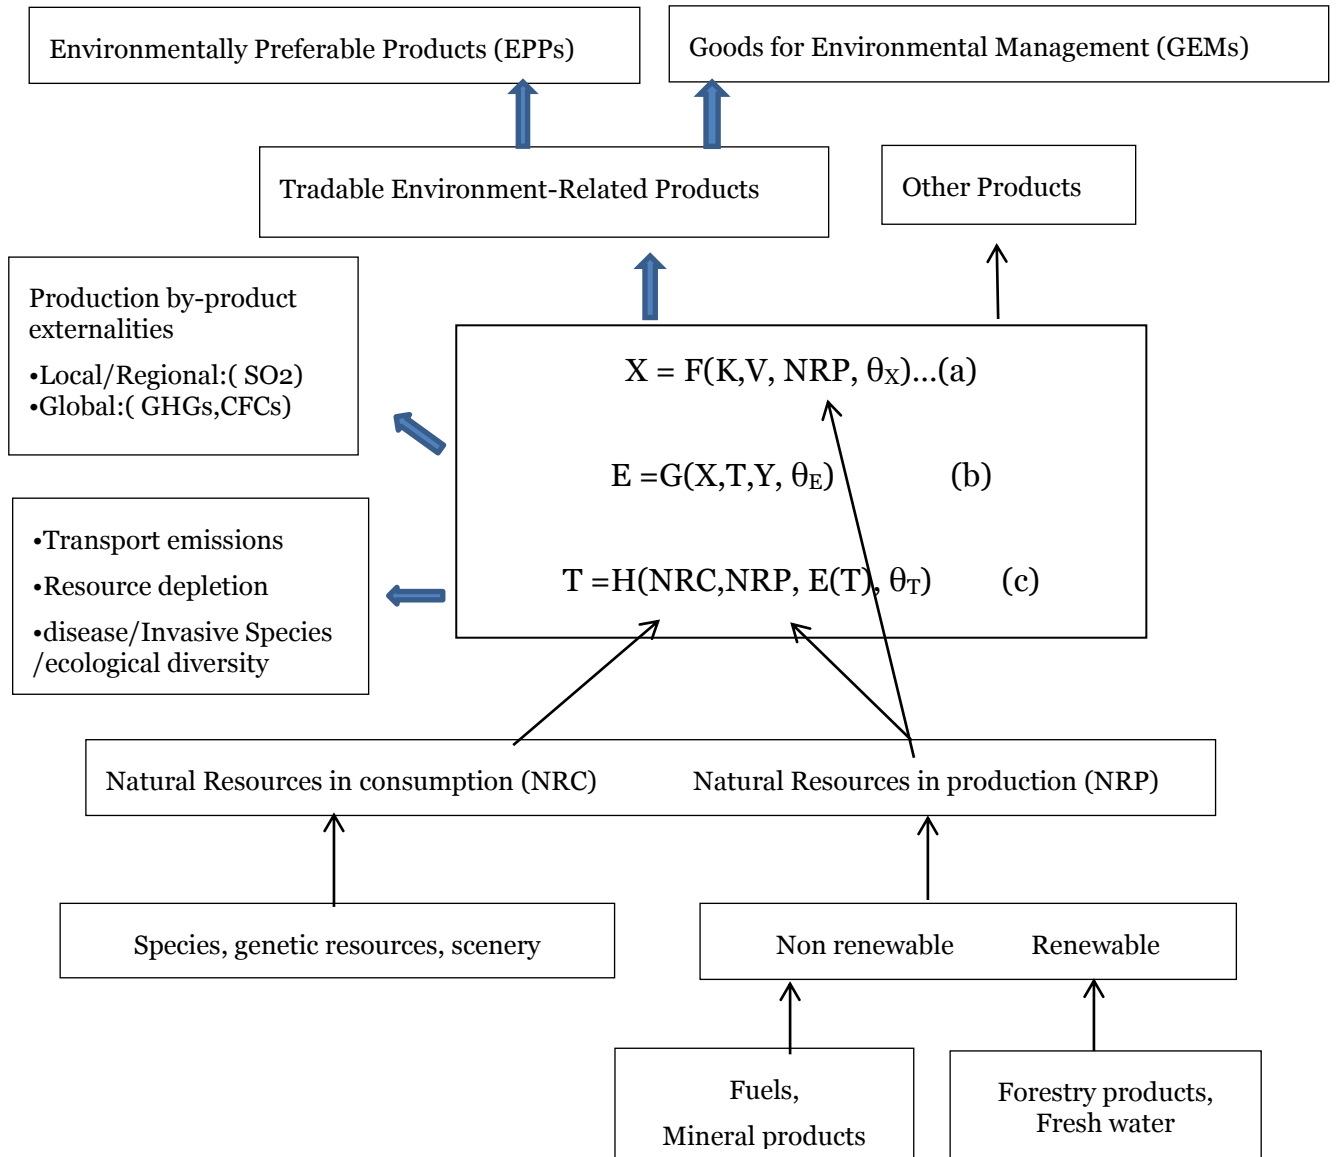 Environmentally Preferable Products (EPPs)
Goods for Environmental Management (GEMs)
Tradable Environment-Related Products
Other Products
Production by-product
externalities
•Local/Regional:( SO2)
•Global:( GHGs,CFCs)
X = F(K,V, NRP, θX)...(a)
E =G(X,T,Y, θE) (b)
T =H(NRC,NRP, E(T), θT) (c)
•Transport emissions
•Resource depletion
•disease/Invasive Species
/ecological diversity
Natural Resources in consumption (NRC) Natural Resources in production (NRP)
Species, genetic resources, scenery
Non renewable Renewable
Fuels,
Mineral products
Forestry products,
Fresh water